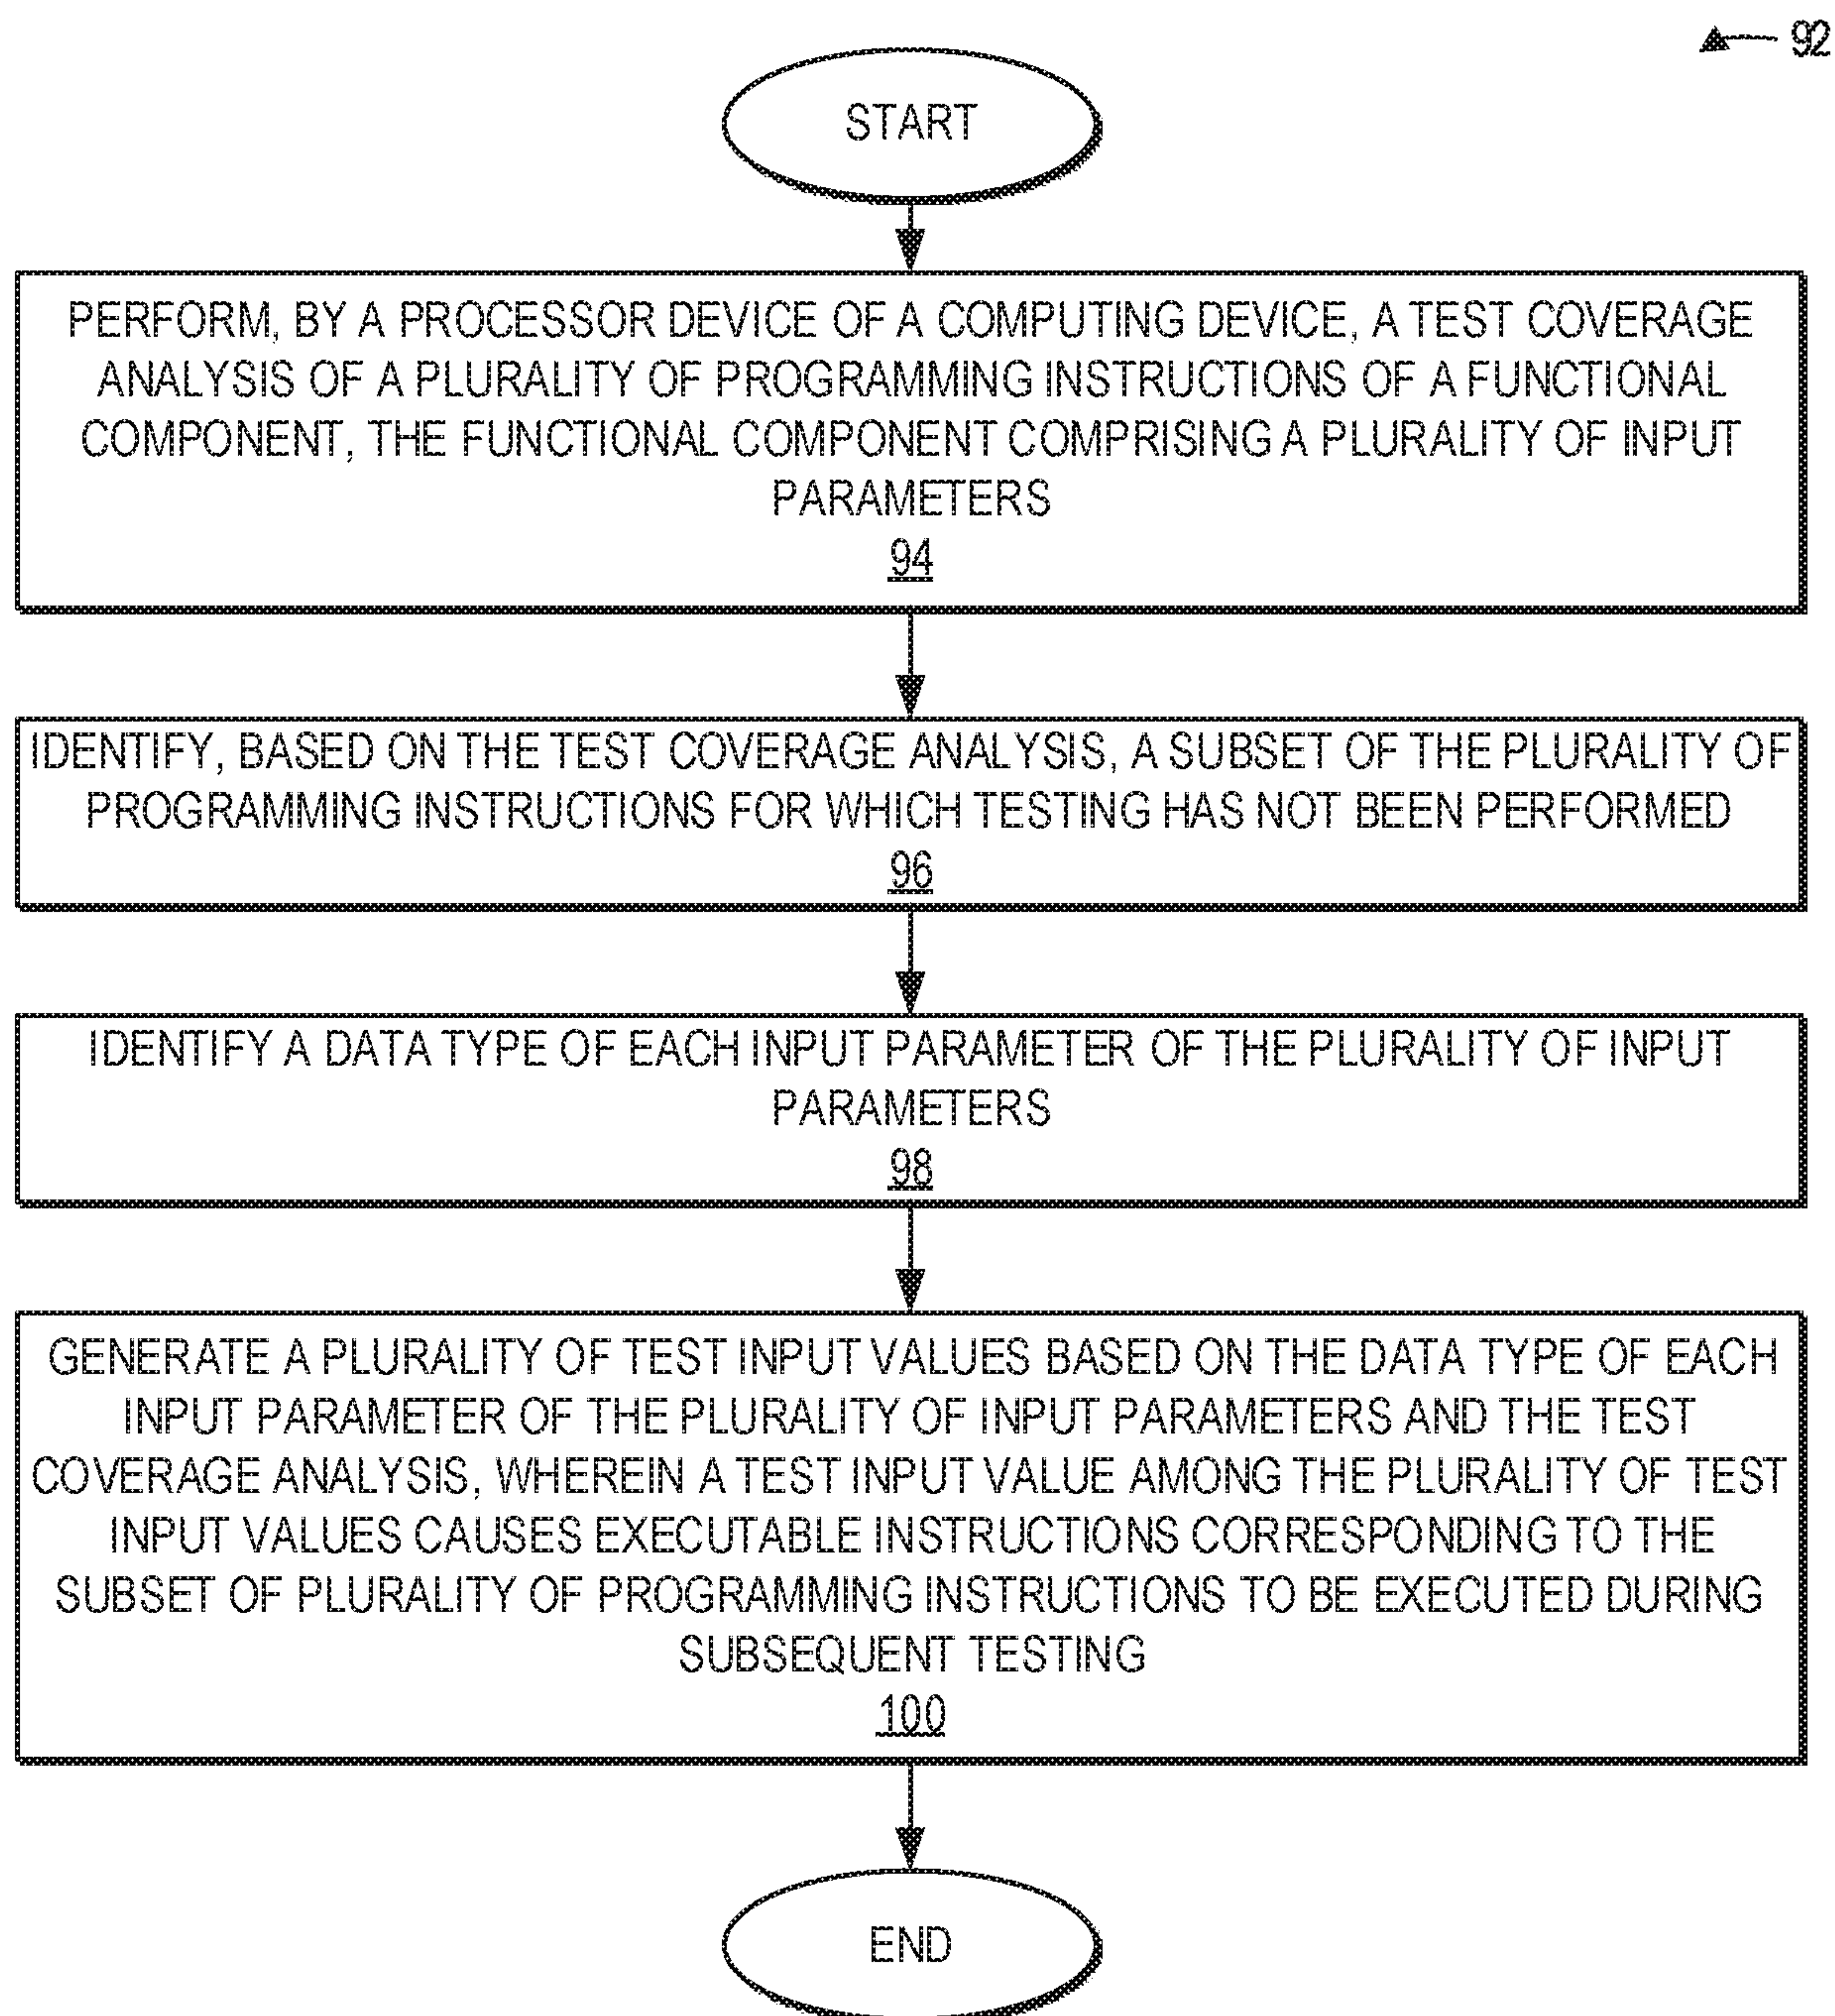 92
START
PERFORM, BY A PROCESSOR DEVICE OF A COMPUTING DEVICE, A TEST COVERAGE
ANALYSIS OF A PLURALITY OF PROGRAMMING INSTRUCTIONS OF A FUNCTIONAL
COMPONENT, THE FUNCTIONAL COMPONENT COMPRISING A PLURALITY OF INPUT
PARAMETERS
94
IDENTIFY, BASED ON THE TEST COVERAGE ANALYSIS, A SUBSET OF THE PLURALITY OF
PROGRAMMING INSTRUCTIONS FOR WHICH TESTING HAS NOT BEEN PERFORMED
96
IDENTIFY A DATA TYPE OF EACH INPUT PARAMETER OF THE PLURALITY OF INPUT
PARAMETERS
98
GENERATE A PLURALITY OF TEST INPUT VALUES BASED ON THE DATA TYPE OF EACH
INPUT PARAMETER OF THE PLURALITY OF INPUT PARAMETERS AND THE TEST
COVERAGE ANALYSIS, WHEREIN A TEST INPUT VALUE AMONG THE PLURALITY OF TEST
INPUT VALUES CAUSES EXECUTABLE INSTRUCTIONS CORRESPONDING TO THE
SUBSET OF PLURALITY OF PROGRAMMING INSTRUCTIONS TO BE EXECUTED DURING
SUBSEQUENT TESTING
100
END